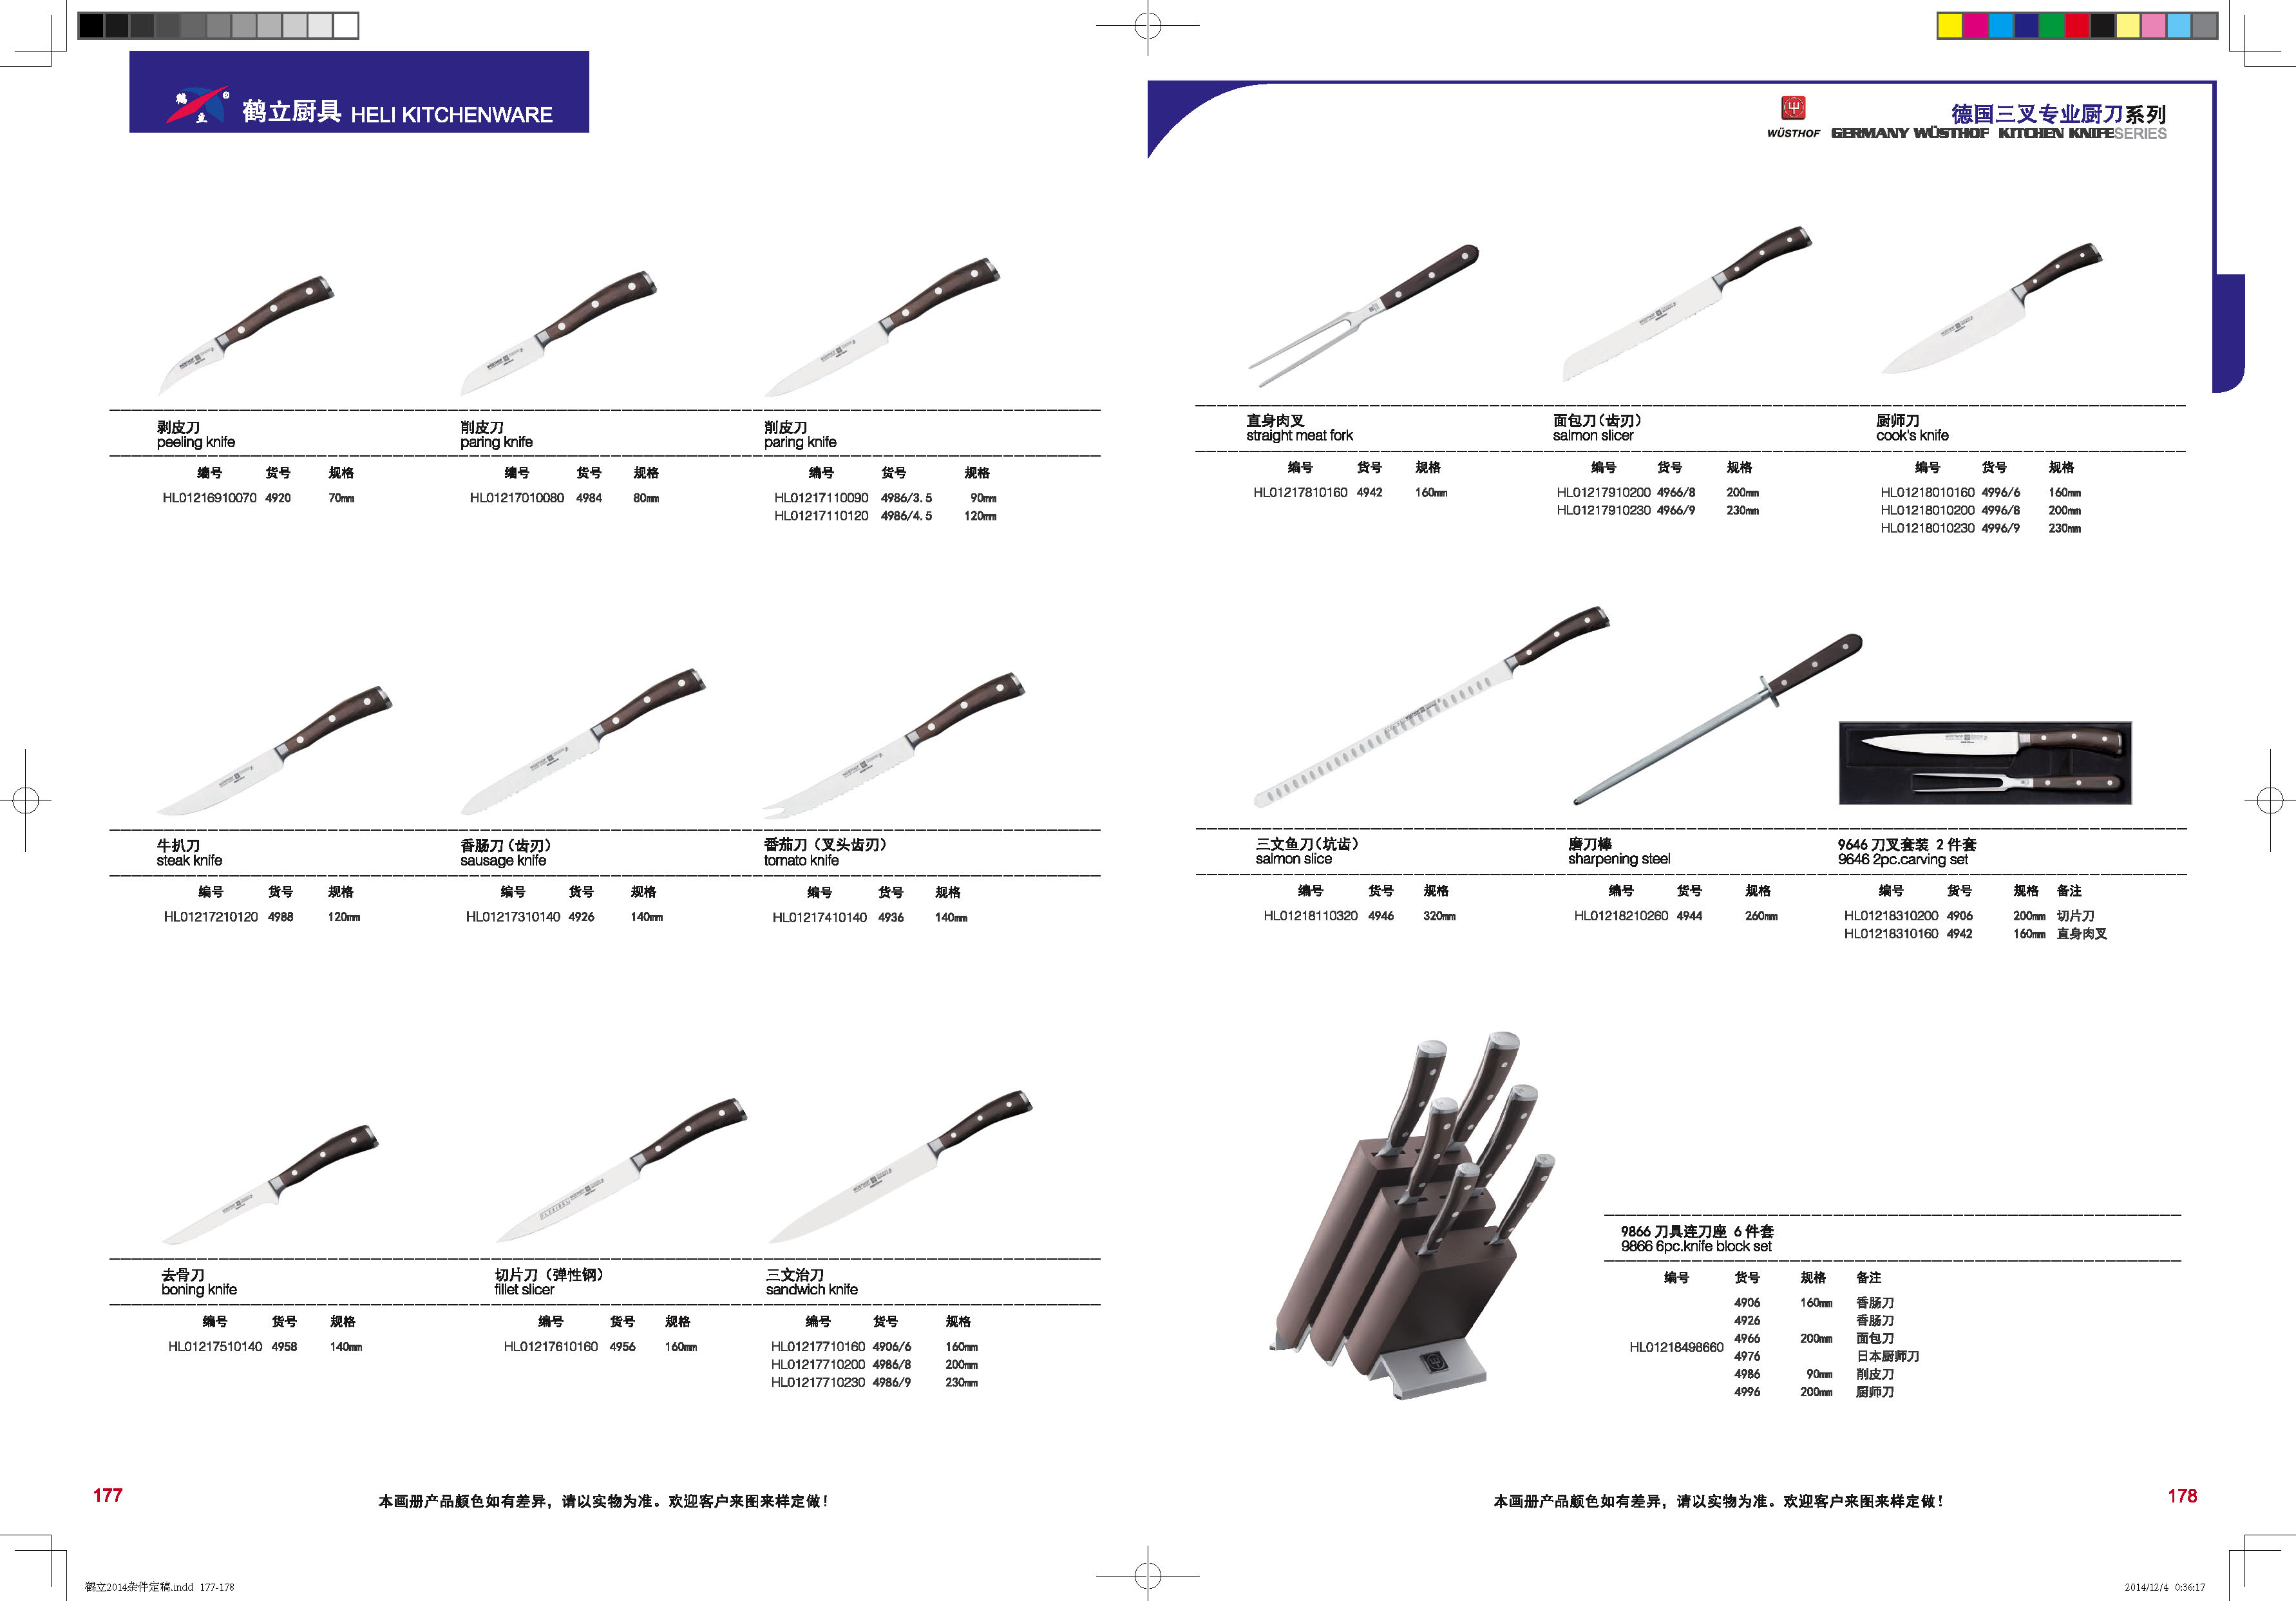 鹤立厨具 HELI KITCHENWARE
剥皮刀
peeling knife
编号 货号 规格
HL01216910070 4920 70mm
削皮刀
paring knife
编号 货号 规格
HL01217010080 4984 80mm
削皮刀
paring knife
编号 货号 规格
HL01217110090 4986/3.5 90mm
HL01217110120 4986/4.5 120mm
牛扒刀
steak knife
编号 货号 规格
HL01217210120 4988 120mm
香肠刀(齿刃)
sausage knife
编号 货号 规格
HL01217310140 4926 140mm
番茄刀(叉头齿刃)
tomato knife
编号 货号 规格
HL01217410140 4936 140mm
去骨刀
boning knife
编号 货号 规格
HL01217510140 4958 140mm
切片刀(弹性钢)
fillet slicer
编号 货号 规格
HL01217610160 4956 160mm
三文治刀
sandwich knife
编号 货号 规格
HL01217710160 4906/6 160mm
HL01217710200 4986/8 200mm
HL01217710230 4986/9 230mm
177
本画册产品颜色如有差异，请以实物为准。欢迎客户来图来样定做！
德国三叉专业厨刀系列
WÜSTHOF GERMANY WÜSTHOF KITCHEN KNIFE SERIES
直身肉叉
straight meat fork
编号 货号 规格
HL01217810160 4942 160mm
面包刀(齿刃)
salmon slicer
编号 货号 规格
HL01217910200 4966/8 200mm
HL01217910230 4966/9 230mm
厨师刀
cook's knife
编号 货号 规格
HL01218010160 4996/6 160mm
HL01218010200 4996/8 200mm
HL01218010230 4996/9 230mm
三文鱼刀(坑齿)
salmon slice
编号 货号 规格
HL01218110320 4946 320mm
磨刀棒
sharpening steel
编号 货号 规格
HL01218210260 4944 260mm
9646 刀叉套装 2 件套
9646 2pc.carving set
编号 货号 规格 备注
HL01218310200 4906 200mm 切片刀
HL01218310160 4942 160mm 直身肉叉
9866 刀具连刀座 6 件套
9866 6pc.knife block set
编号 货号 规格 备注
4906 160mm 香肠刀
4926 香肠刀
4966 200mm 面包刀
HL01218498660
4976 日本厨师刀
4986 90mm 削皮刀
4996 200mm 厨师刀
本画册产品颜色如有差异，请以实物为准。欢迎客户来图来样定做！
178
鹤立2014杂件定稿.indd 177-178
2014/12/4 0:36:17